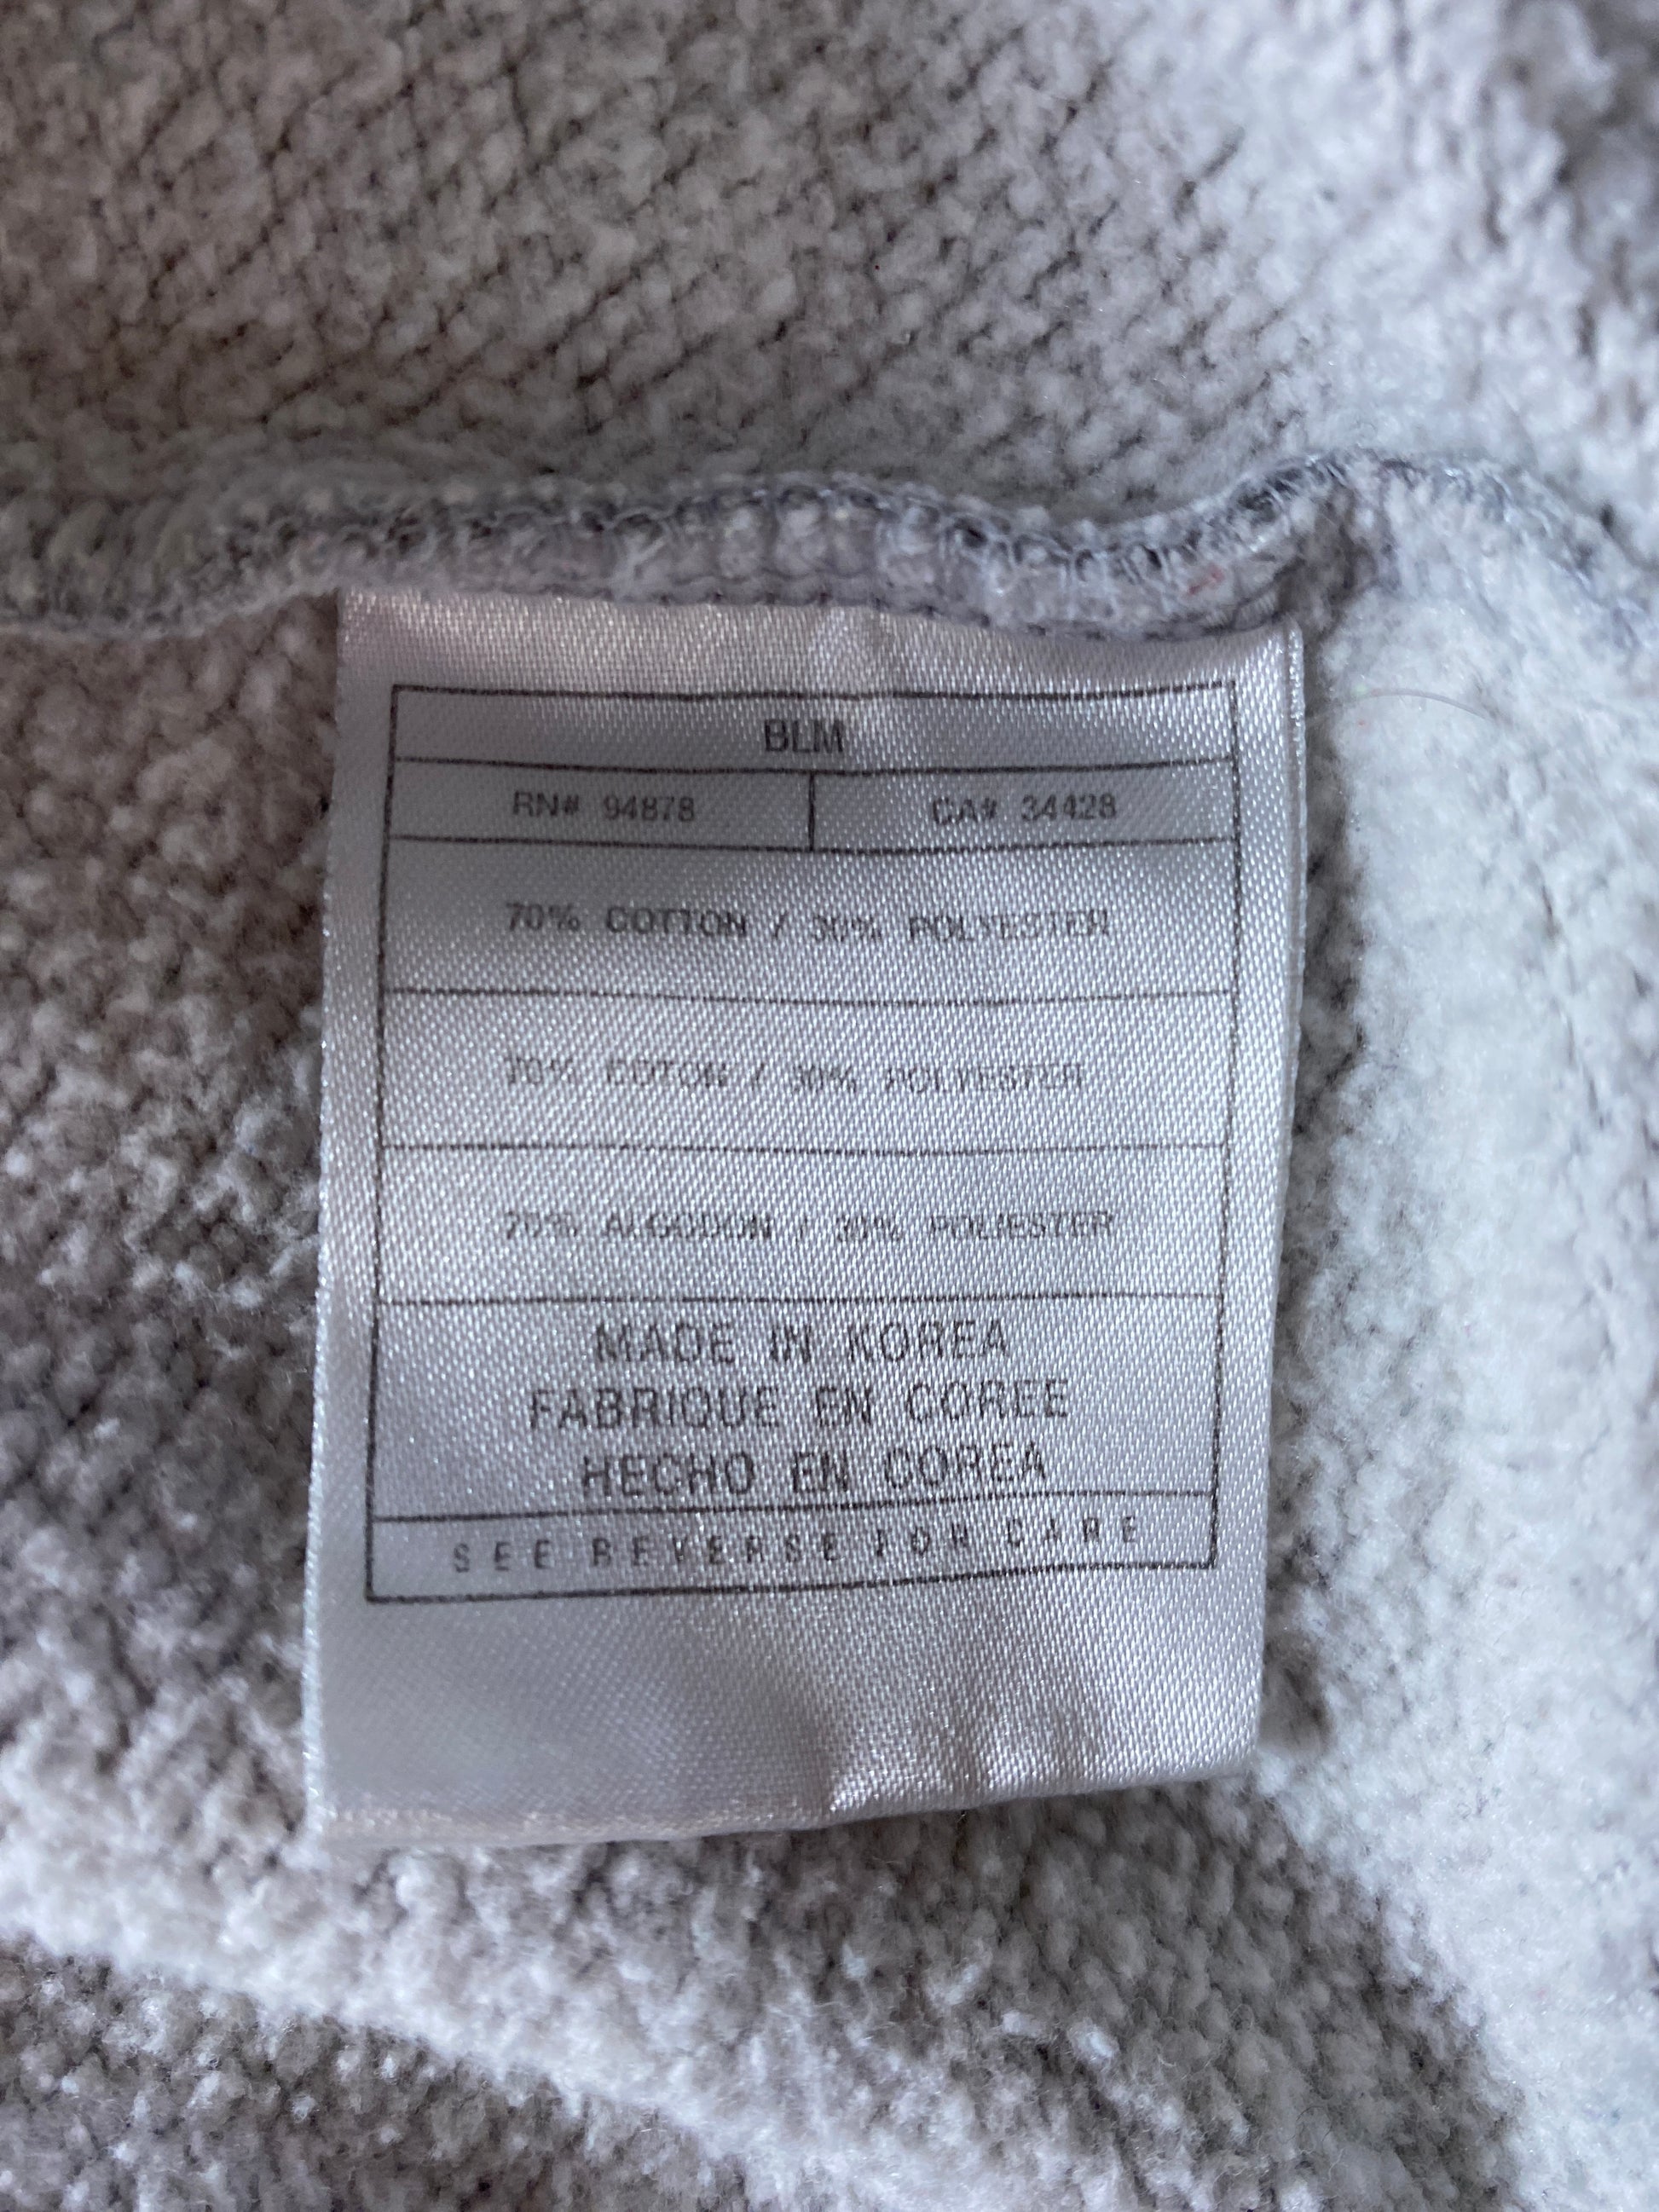 BLM
RN# 94878 CA# 34428
70% COTTON / 30% POLYESTER
70% COTON / 30% POLYESTER
70% ALGODON / 30% POLIESTER
MADE IN KOREA
FABRIQUE EN COREE
HECHO EN COREA
SEE REVERSE FOR CARE